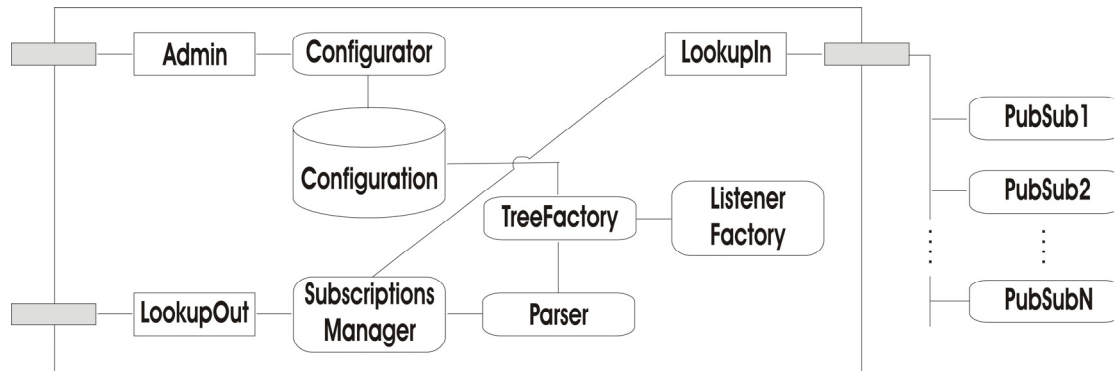 Admin
Configurator
LookupIn
Configuration
PubSub1
PubSub2
TreeFactory
Listener
Factory
LookupOut
Subscriptions
Manager
Parser
PubSubN